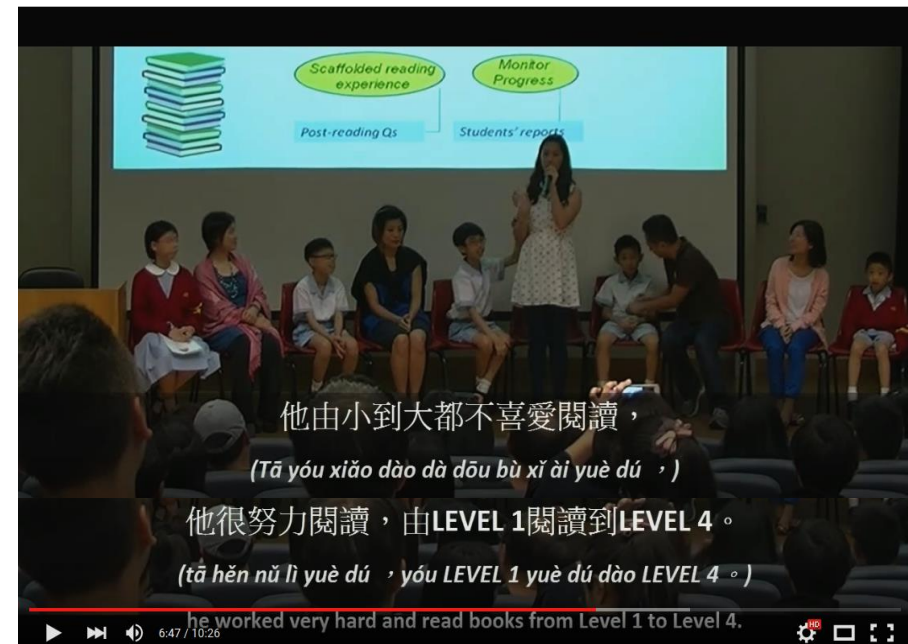 Scaffolded reading
experience
Monitor
Progress
Post-reading Qs
Students' reports
他由小到大都不喜愛閱讀，
(Tā yóu xiǎo dào dà dōu bù xǐ ài yuè dú ，)
他很努力閱讀，由LEVEL 1閱讀到LEVEL 4。
(tā hěn nǔ lì yuè dú ，yóu LEVEL 1 yuè dú dào LEVEL 4 。)
he worked very hard and read books from Level 1 to Level 4.
6:47 / 10:26
HD